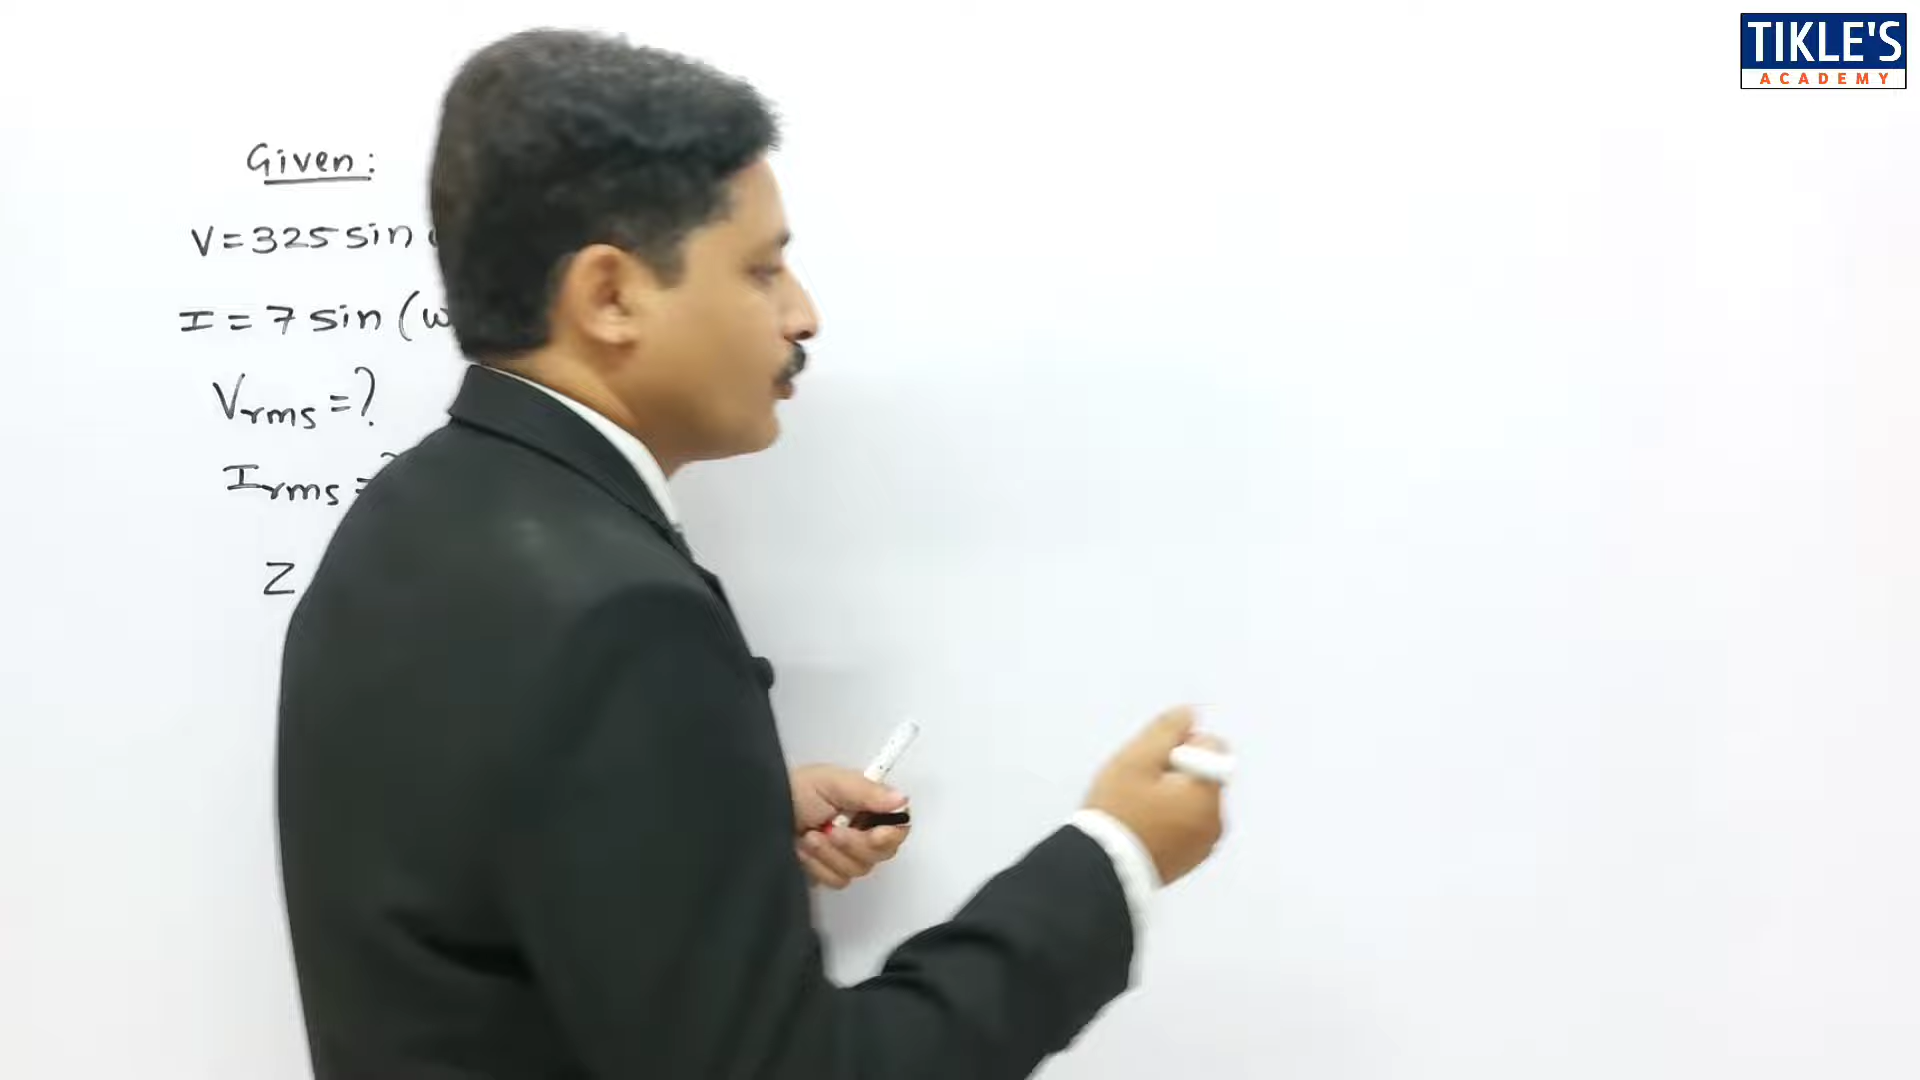 TIKLE'S
ACADEMY
Given:
V = 325 sin
I = 7 sin (w
Vrms = ?
Irms =
Z